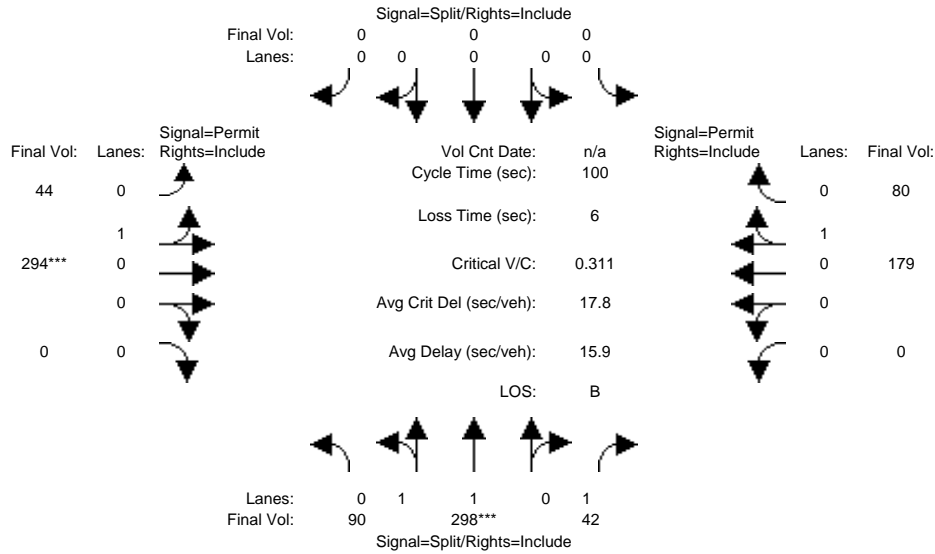 Signal=Split/Rights=Include
Final Vol: 0 0 0
Lanes: 0 0 0 0 0
Signal=Permit Signal=Permit
Final Vol: Lanes: Rights=Include Vol Cnt Date: n/a Rights=Include Lanes: Final Vol:
Cycle Time (sec): 100
44 0 0 80
Loss Time (sec): 6
1 1
294*** 0 Critical V/C: 0.311 0 179
0 Avg Crit Del (sec/veh): 17.8 0
0 0 Avg Delay (sec/veh): 15.9 0 0
LOS: B
Lanes: 0 1 1 0 1
Final Vol: 90 298*** 42
Signal=Split/Rights=Include